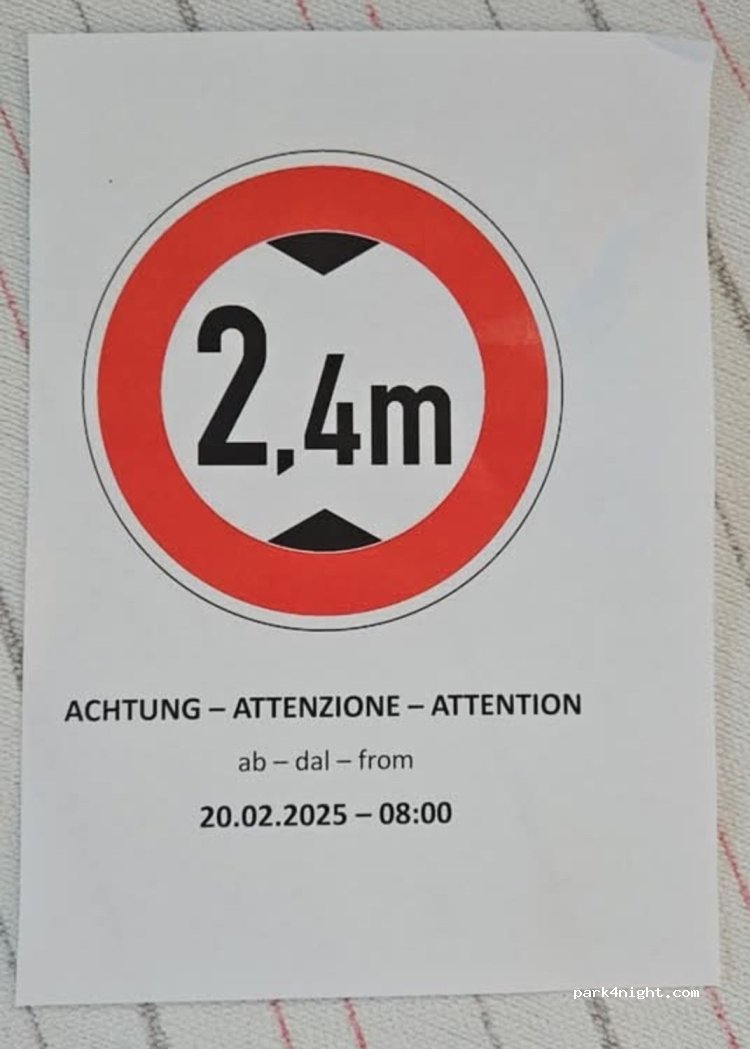 2,4m
ACHTUNG – ATTENZIONE – ATTENTION
ab – dal – from
20.02.2025 – 08:00
park4night.com